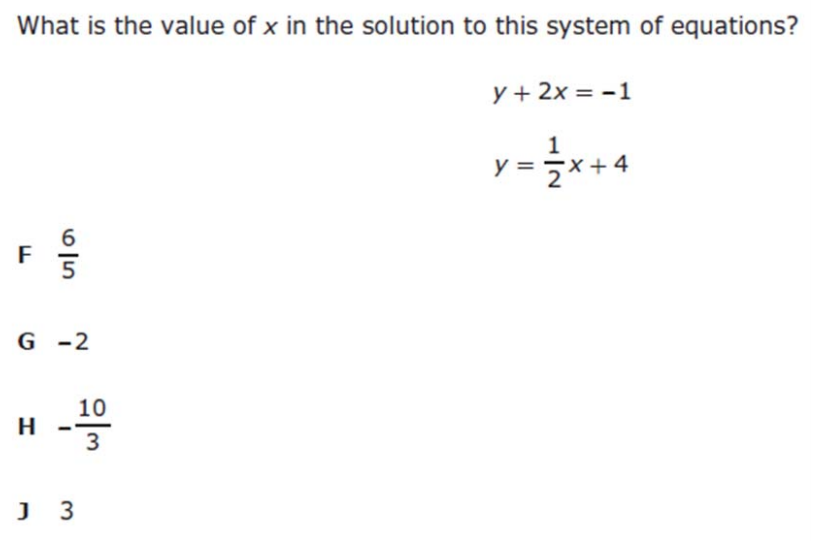 What is the value of x in the solution to this system of equations?
y + 2x = −1
y = 1/2 x + 4
F 6/5
G −2
H −10/3
J 3